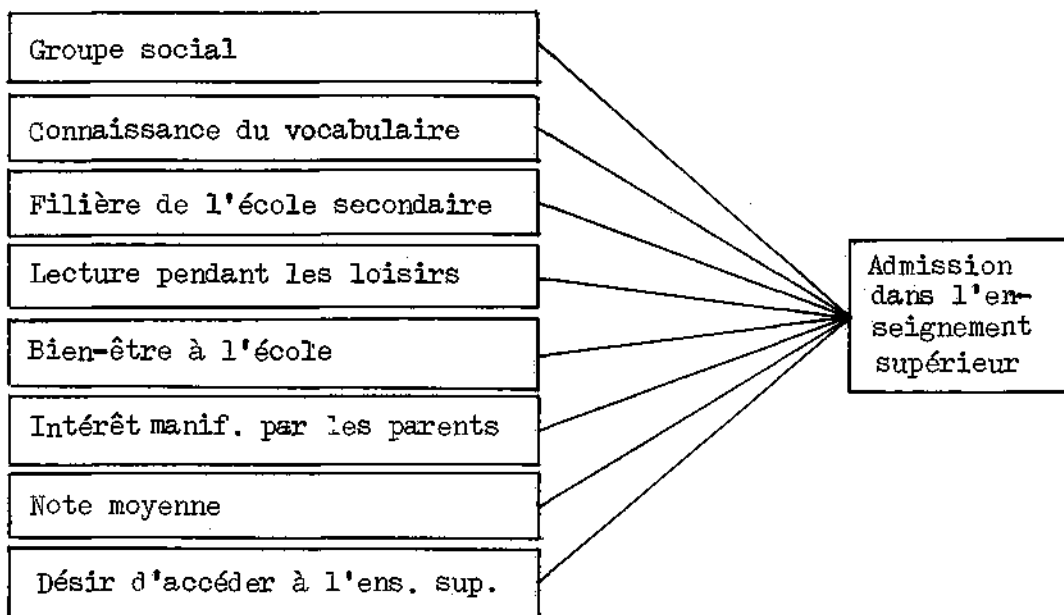 Groupe social
Connaissance du vocabulaire
Filière de l'école secondaire
Lecture pendant les loisirs
Bien-être à l'école
Intérêt manif. par les parents
Note moyenne
Désir d'accéder à l'ens. sup.
Admission
dans l'en-
seignement
supérieur